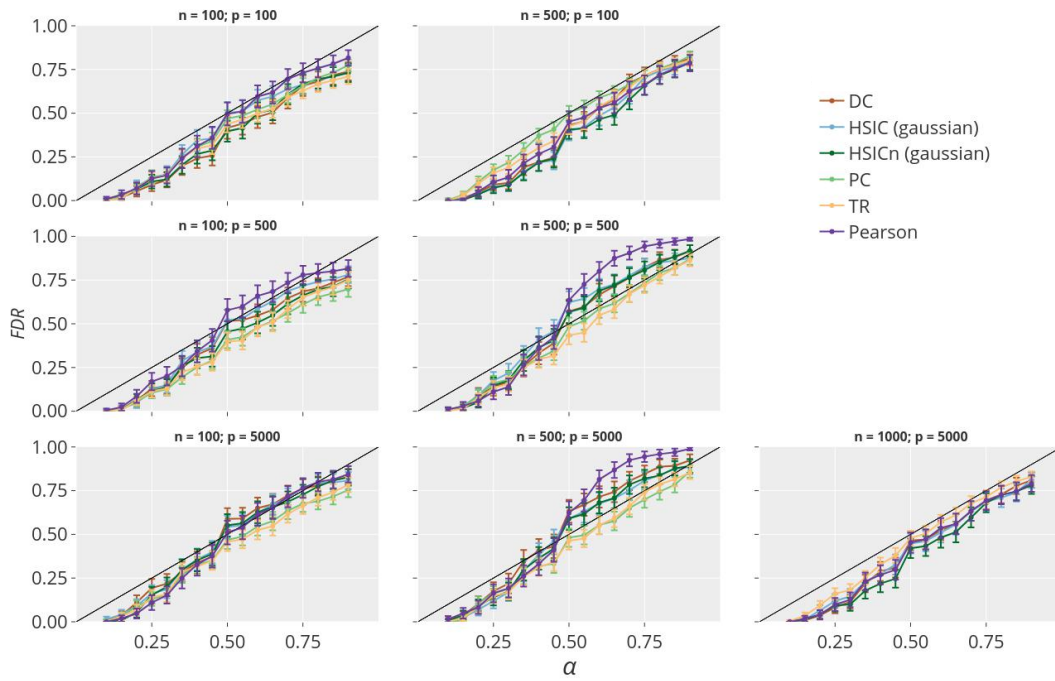 n = 100; p = 100
n = 500; p = 100
1.00
0.75
0.50
0.25
0.00
DC
HSIC (gaussian)
HSICn (gaussian)
PC
TR
Pearson
n = 100; p = 500
n = 500; p = 500
1.00
0.75
0.50
0.25
0.00
FDR
n = 100; p = 5000
n = 500; p = 5000
n = 1000; p = 5000
1.00
0.75
0.50
0.25
0.00
0.25 0.50 0.75
0.25 0.50 0.75
0.25 0.50 0.75
α